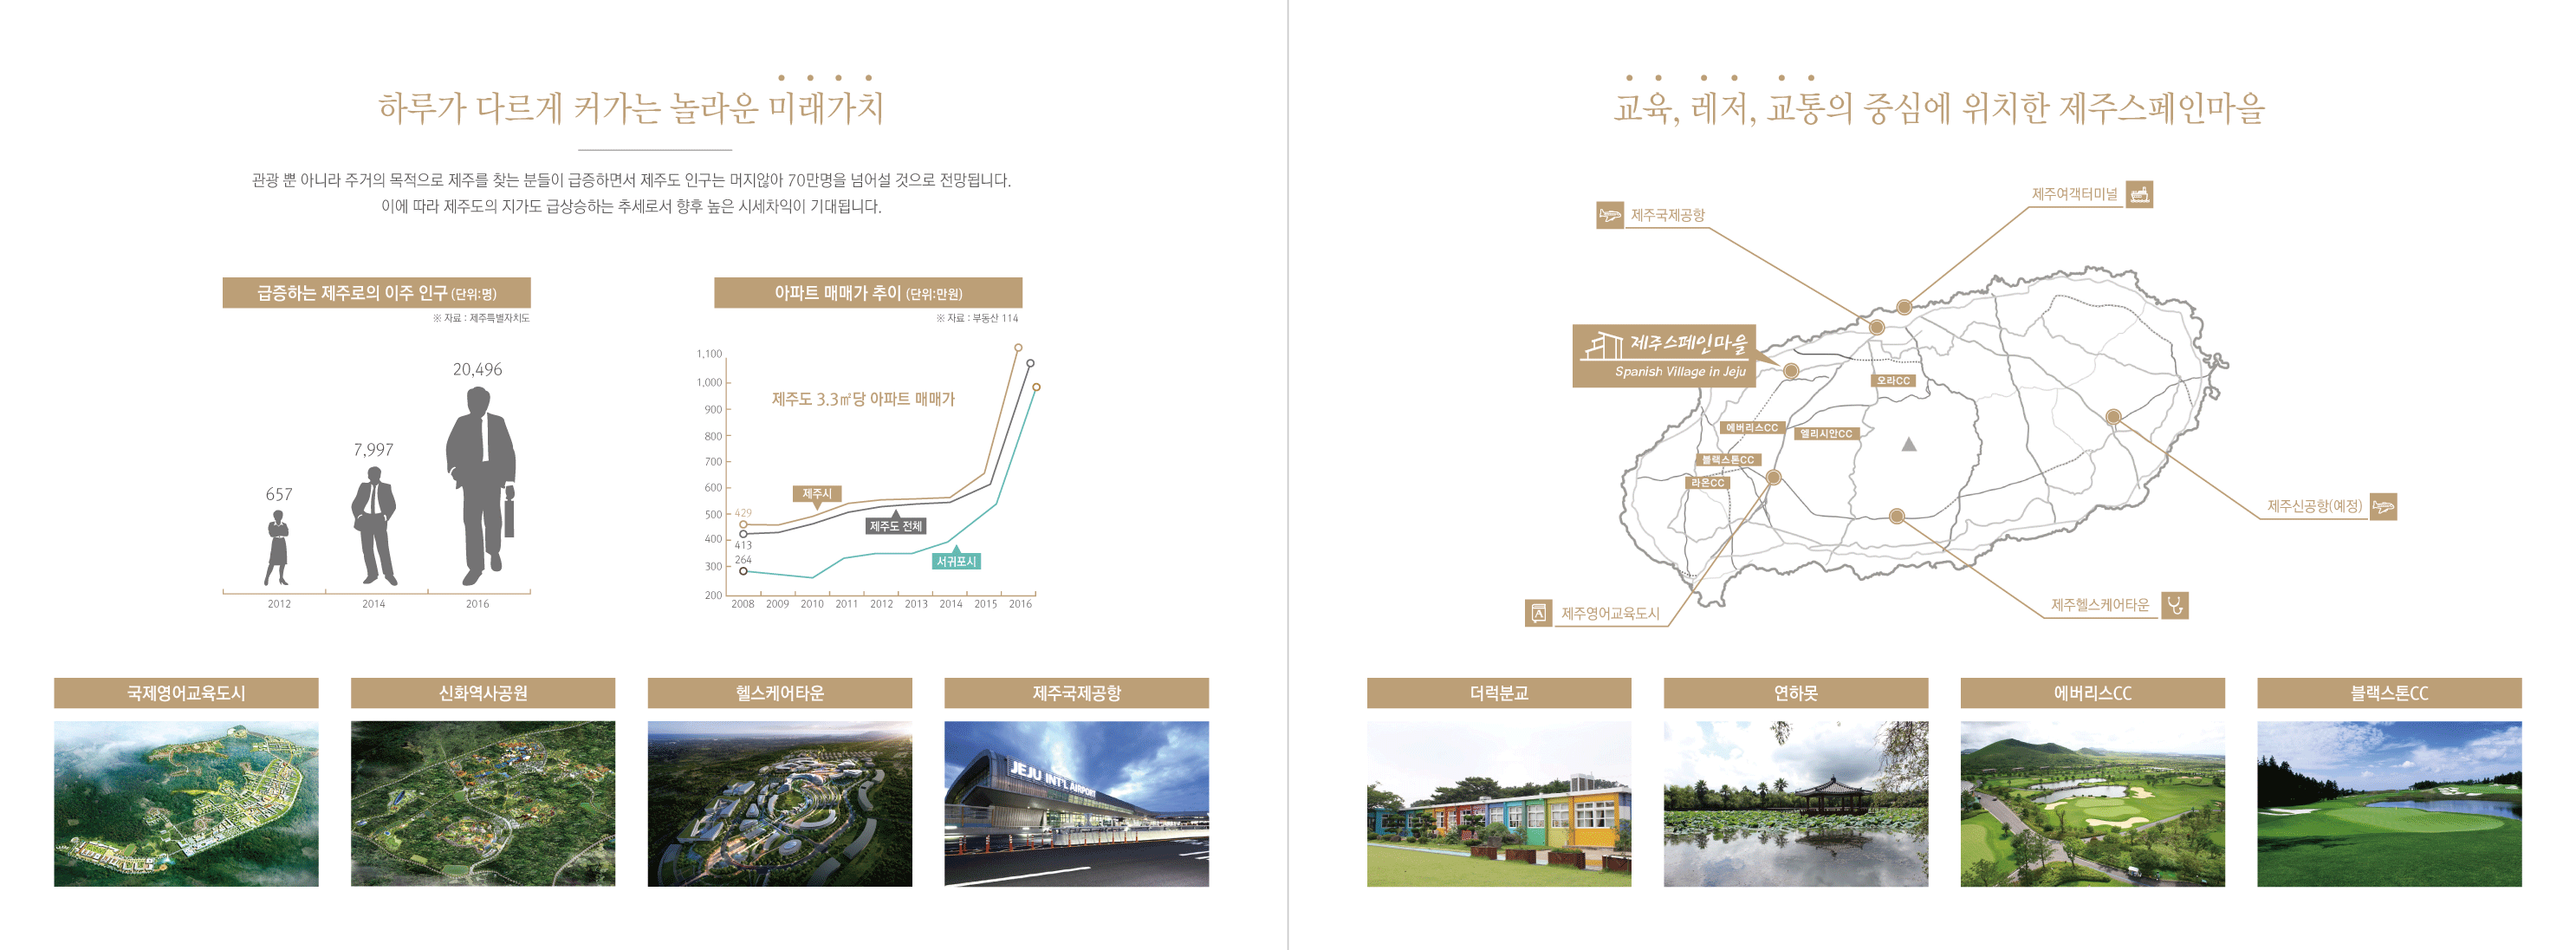 하루가 다르게 커가는 놀라운 미래가치
관광 뿐 아니라 주거의 목적으로 제주를 찾는 분들이 급증하면서 제주도 인구는 머지않아 70만명을 넘어설 것으로 전망됩니다.
이에 따라 제주도의 지가도 급상승하는 추세로서 향후 높은 시세차익이 기대됩니다.
급증하는 제주로의 이주 인구 (단위:명)
※ 자료 : 제주특별자치도
20,496
7,997
657
2012 2014 2016
아파트 매매가 추이 (단위:만원)
※ 자료 : 부동산 114
제주도 3.3㎡당 아파트 매매가
1,100
1,000
900
800
700
600
500
400
300
200
429
413
264
제주시
제주도 전체
서귀포시
2008 2009 2010 2011 2012 2013 2014 2015 2016
국제영어교육도시
신화역사공원
헬스케어타운
제주국제공항
JEJU INT'L AIRPORT
교육, 레저, 교통의 중심에 위치한 제주스페인마을
제주여객터미널
제주국제공항
제주스페인마을
Spanish Village in Jeju
오라CC
에버리스CC
엘리시안CC
블랙스톤CC
라온CC
제주신공항(예정)
제주헬스케어타운
A
제주영어교육도시
더럭분교
연하못
에버리스CC
블랙스톤CC